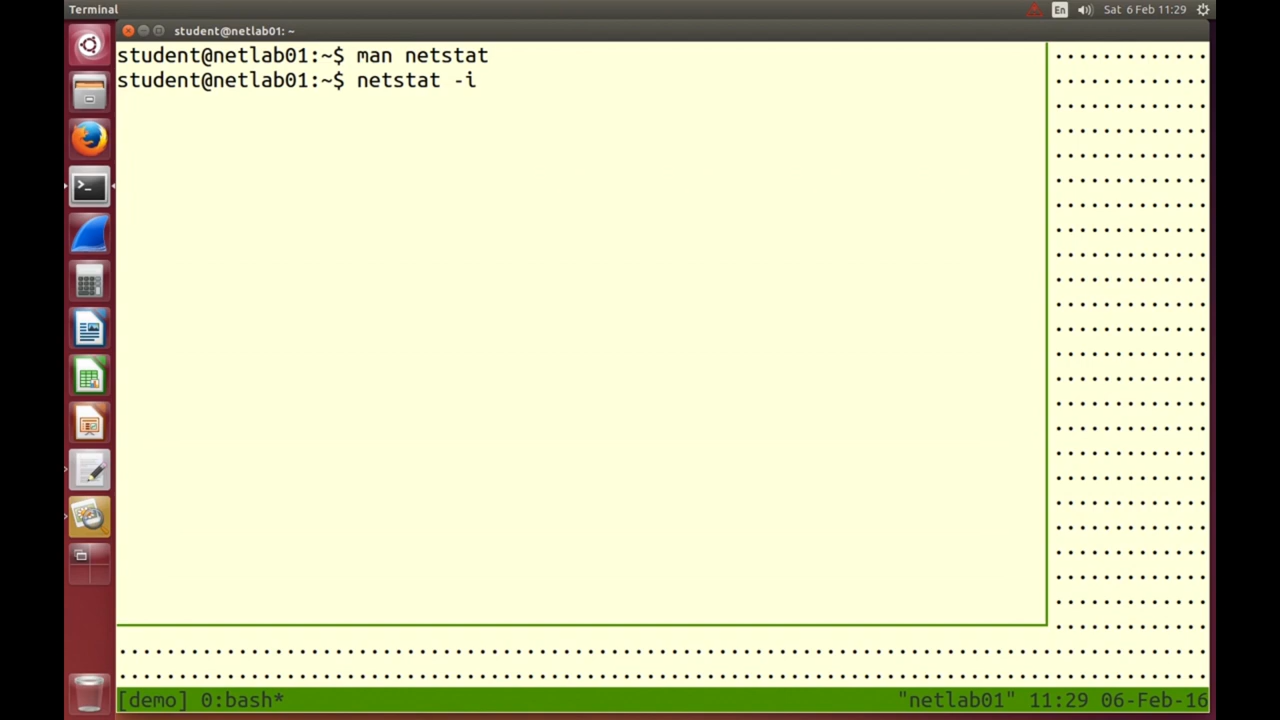 Terminal
En
Sat 6 Feb 11:29
student@netlab01: ~
student@netlab01:~$ man netstat
student@netlab01:~$ netstat -i
[demo] 0:bash*
"netlab01" 11:29 06-Feb-16